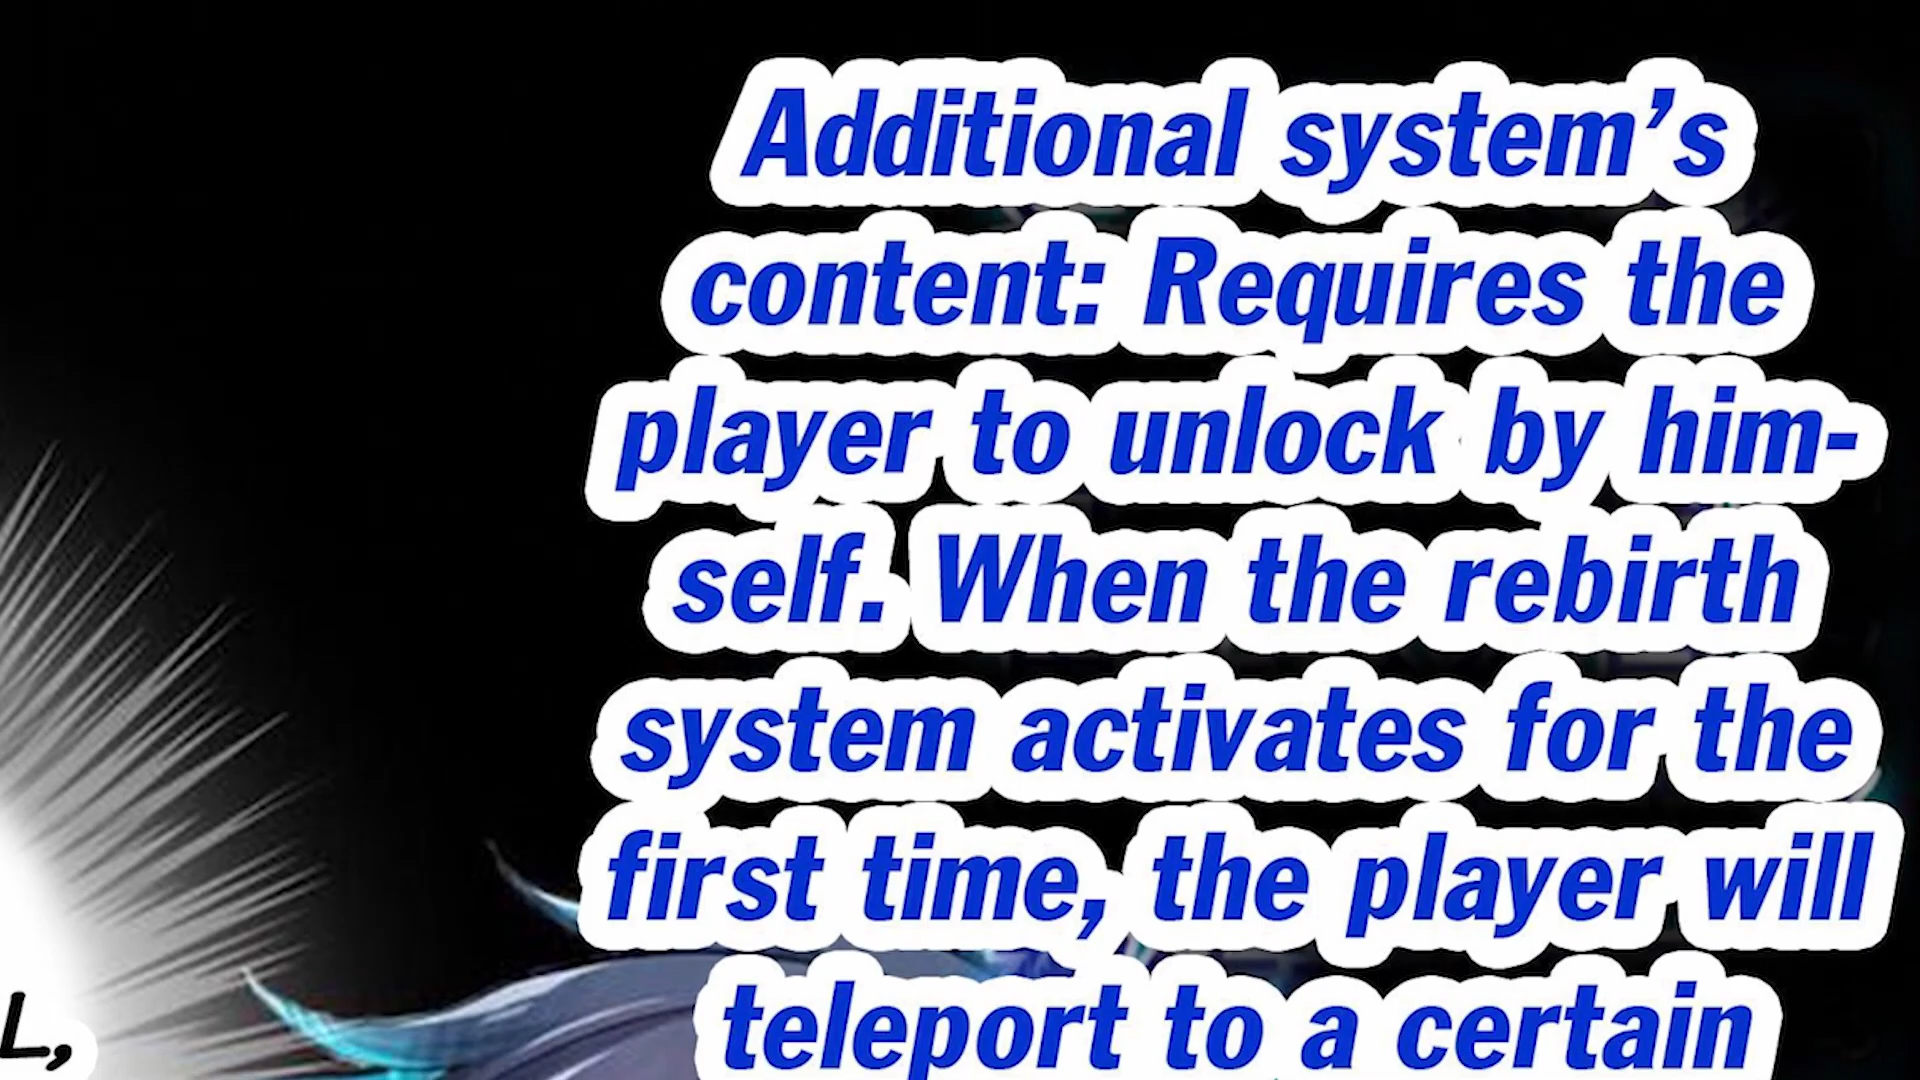 Additional system’s
content: Requires the
player to unlock by him-
self. When the rebirth
system activates for the
first time, the player will
teleport to a certain
L,